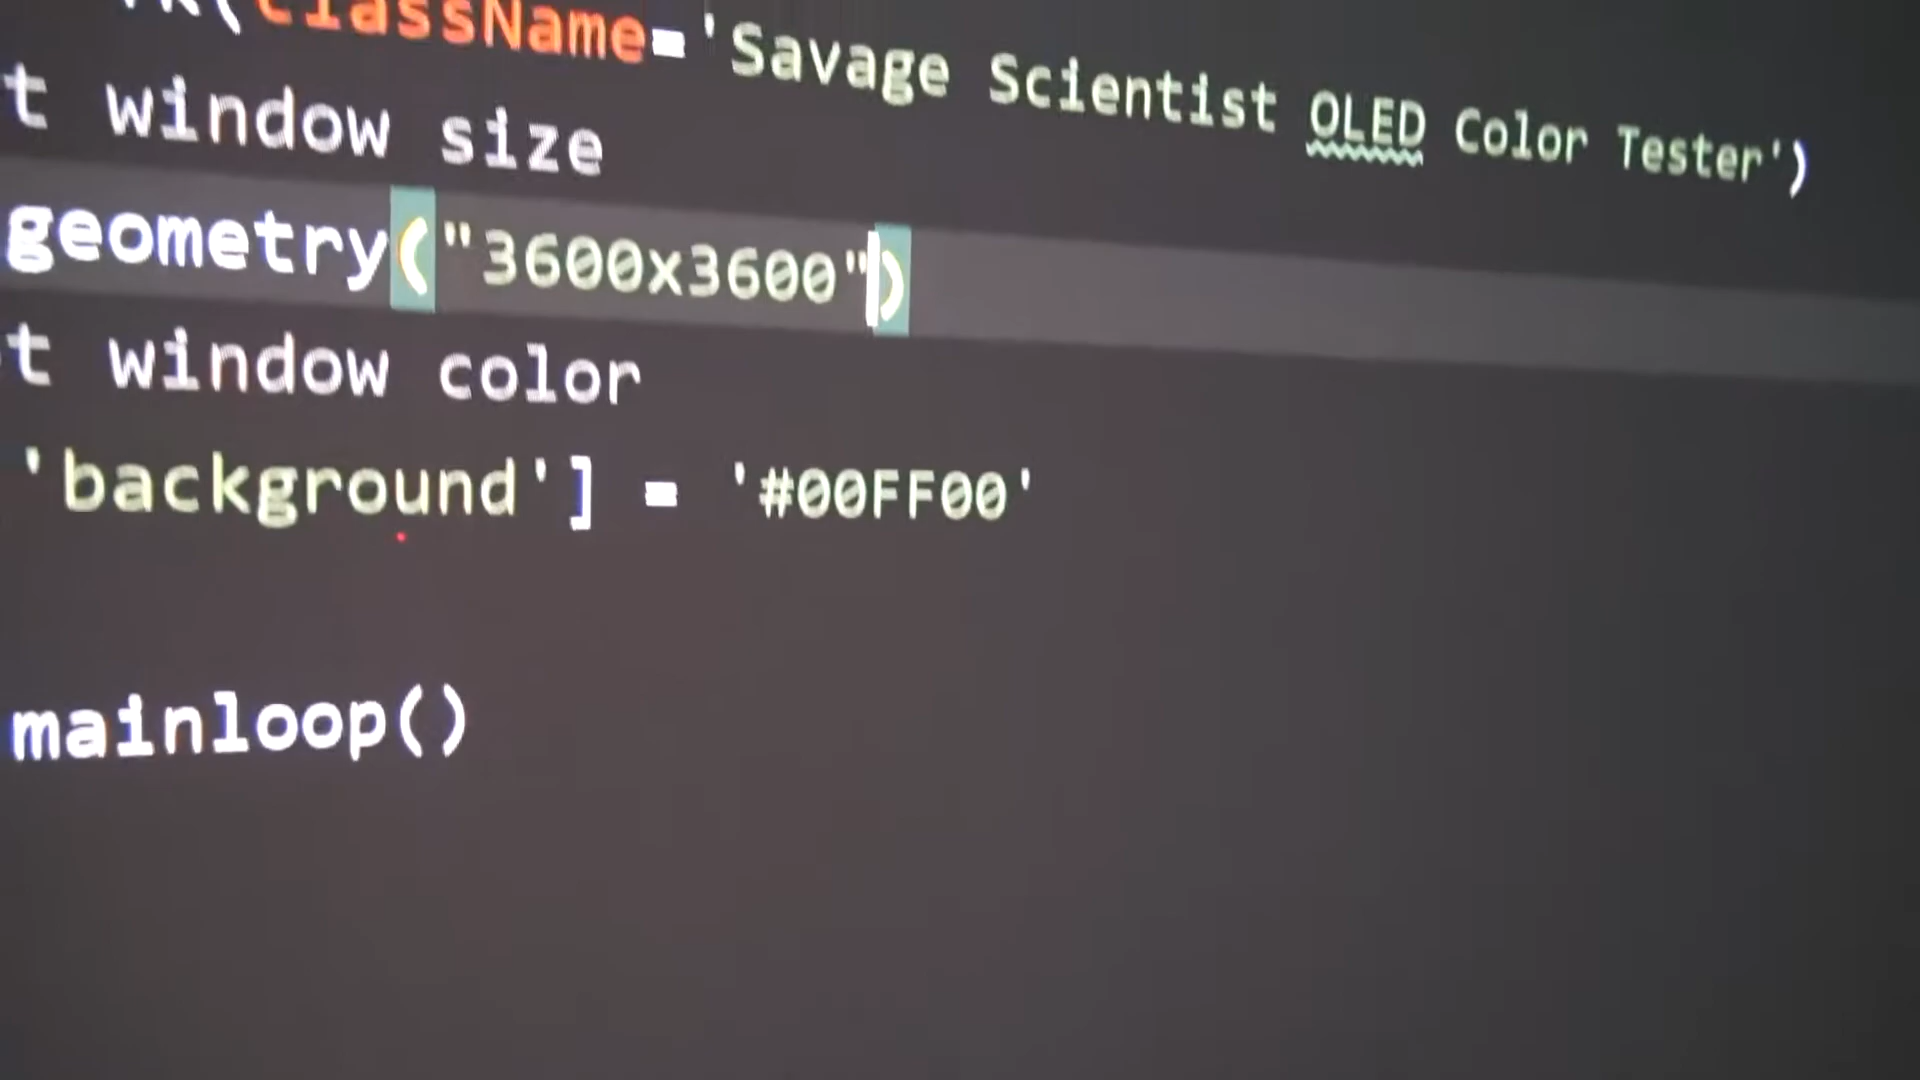 (className='Savage Scientist OLED Color Tester')
t window size
geometry("3600x3600")
t window color
'background'] = '#00FF00'
mainloop()